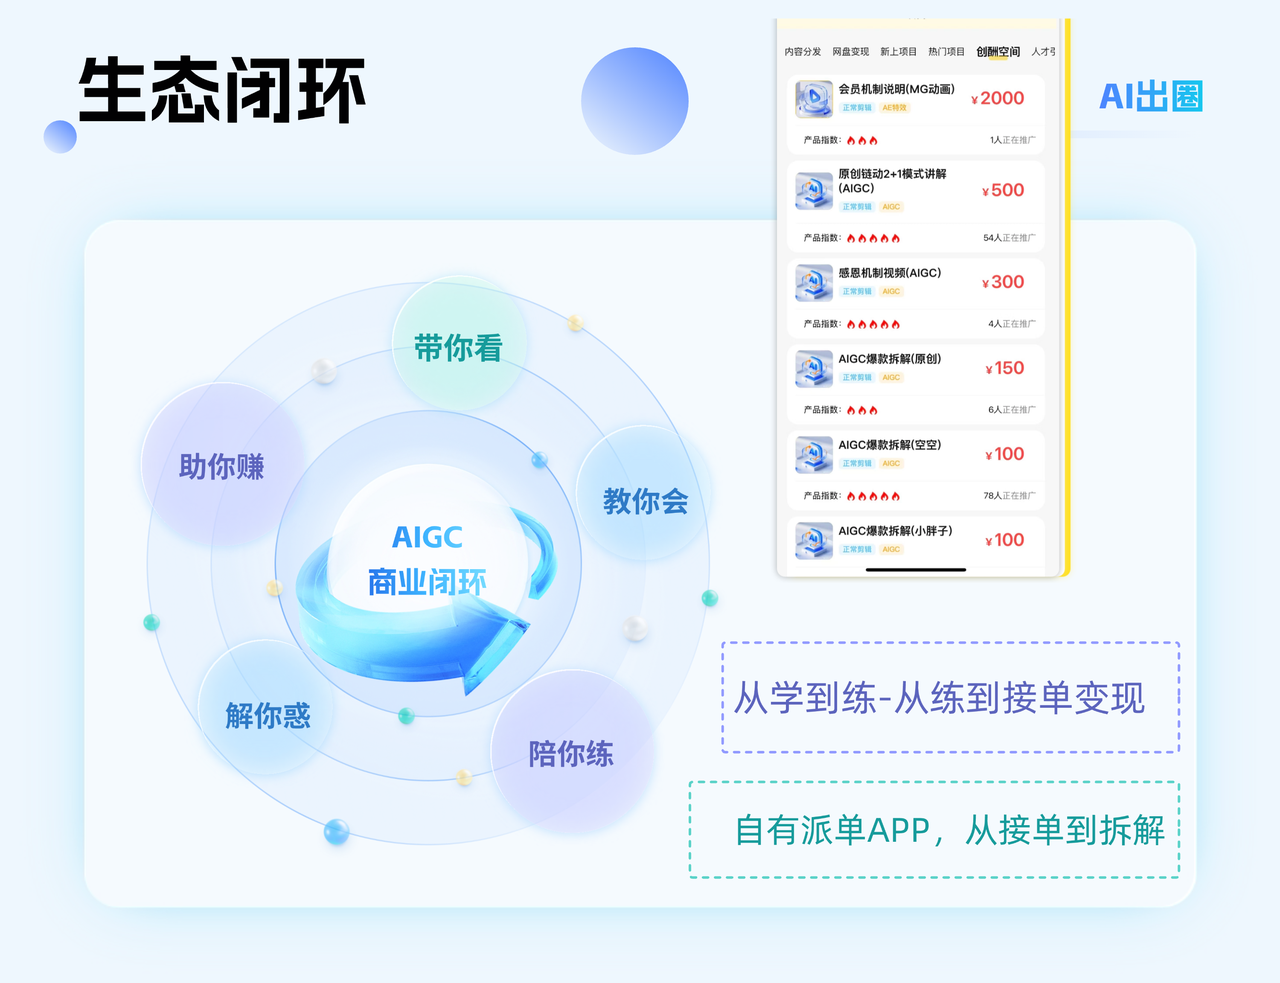 生态闭环
AI出圈
内容分发 网盘变现 新上项目 热门项目 创酬空间 人才引
会员机制说明(MG动画)
¥2000
正常剪辑 AE特效
产品指数:
1人正在推广
原创链动2+1模式讲解
(AIGC)
¥500
正常剪辑 AIGC
产品指数:
54人正在推广
感恩机制视频(AIGC)
¥300
正常剪辑 AIGC
产品指数:
4人正在推广
AIGC爆款拆解(原创)
¥150
正常剪辑 AIGC
产品指数:
6人正在推广
AIGC爆款拆解(空空)
¥100
正常剪辑 AIGC
产品指数:
78人正在推广
AIGC爆款拆解(小胖子)
¥100
正常剪辑 AIGC
带你看
助你赚
教你会
AIGC
商业闭环
解你惑
陪你练
从学到练-从练到接单变现
自有派单APP，从接单到拆解